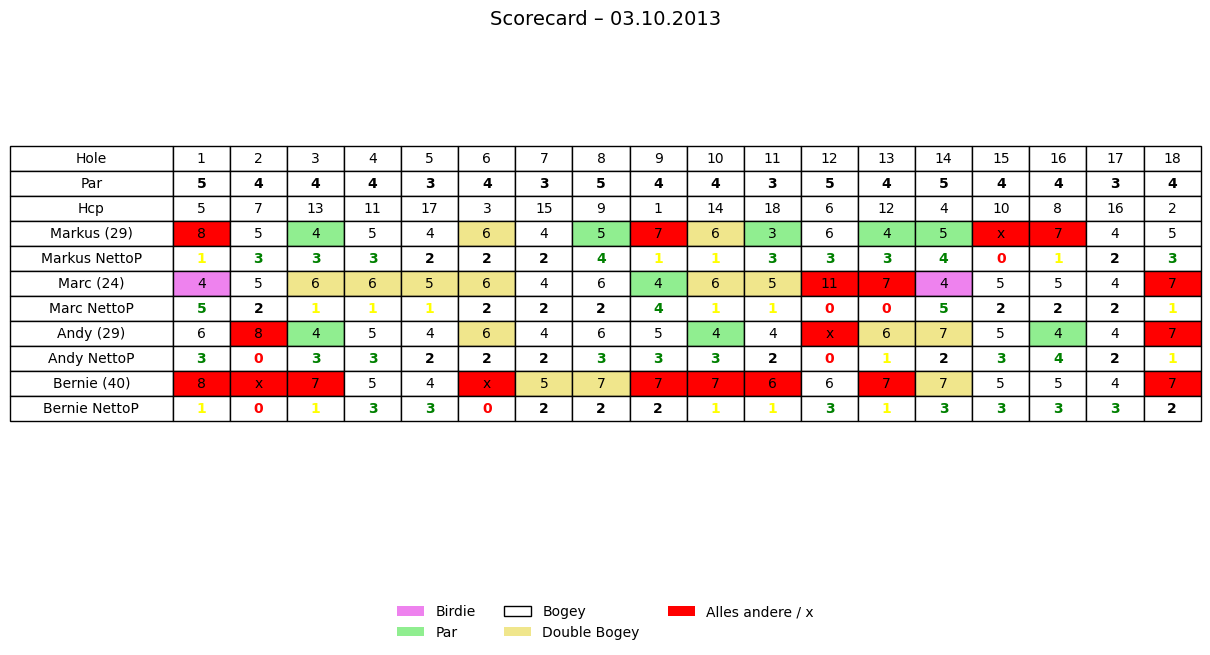 Scorecard – 03.10.2013
Hole 1 2 3 4 5 6 7 8 9 10 11 12 13 14 15 16 17 18
Par 5 4 4 4 3 4 3 5 4 4 3 5 4 5 4 4 3 4
Hcp 5 7 13 11 17 3 15 9 1 14 18 6 12 4 10 8 16 2
Markus (29) 8 5 4 5 4 6 4 5 7 6 3 6 4 5 x 7 4 5
Markus NettoP 1 3 3 3 2 2 2 4 1 1 3 3 3 4 0 1 2 3
Marc (24) 4 5 6 6 5 6 4 6 4 6 5 11 7 4 5 5 4 7
Marc NettoP 5 2 1 1 1 2 2 2 4 1 1 0 0 5 2 2 2 1
Andy (29) 6 8 4 5 4 6 4 6 5 4 4 x 6 7 5 4 4 7
Andy NettoP 3 0 3 3 2 2 2 3 3 3 2 0 1 2 3 4 2 1
Bernie (40) 8 x 7 5 4 x 5 7 7 7 6 6 7 7 5 5 4 7
Bernie NettoP 1 0 1 3 3 0 2 2 2 1 1 3 1 3 3 3 3 2
Birdie Bogey Alles andere / x
Par Double Bogey